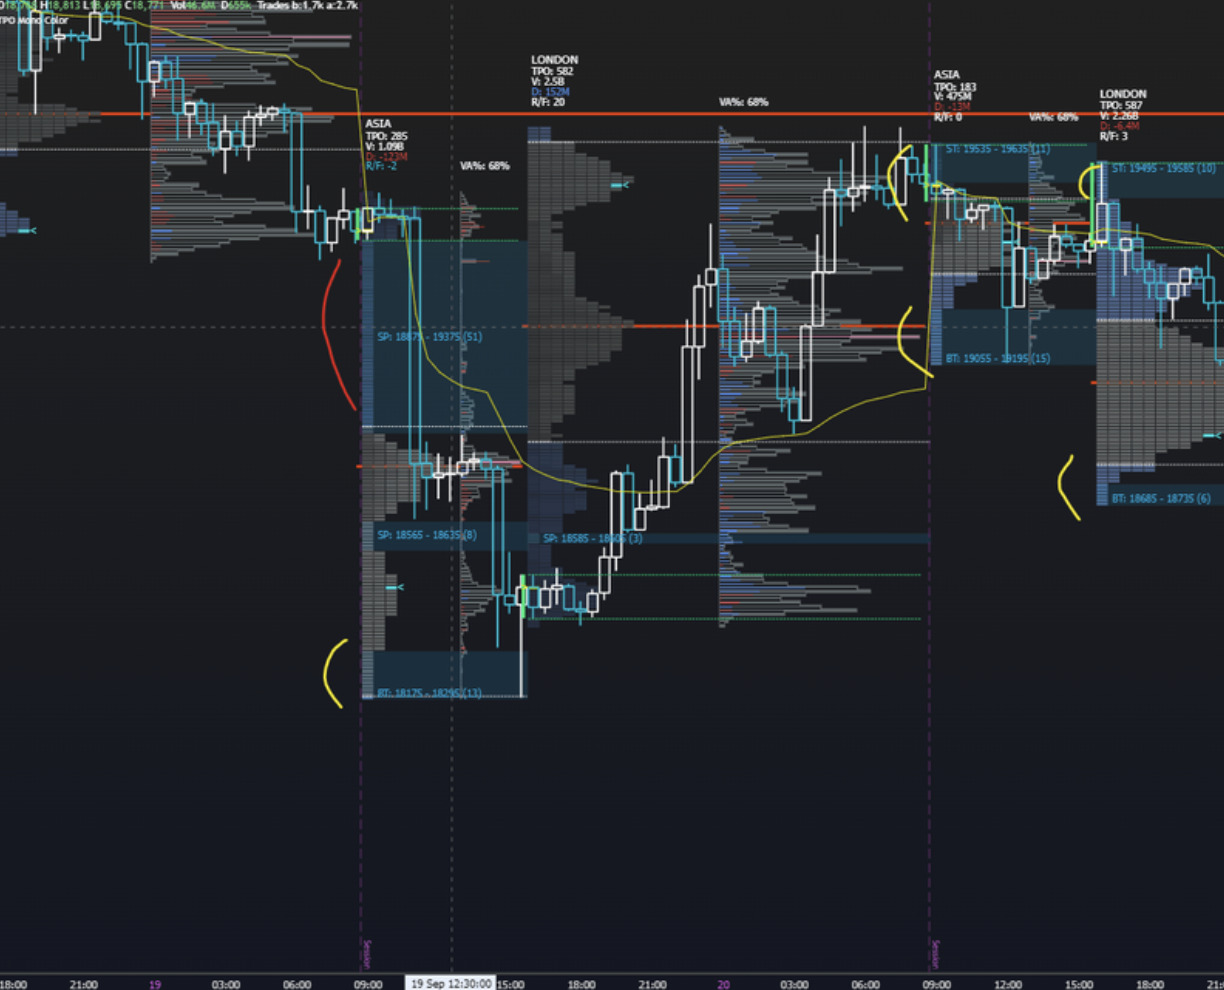 H18,813 L18,695 C18,771 Vol46.6M D655k Trades b:1.7k a:2.7k
TPO Mono Color
LONDON
TPO: 582
V: 2.5B
D: 152M
R/F: 20
VA%: 68%
ASIA
TPO: 183
V: 475M
D: -13M
R/F: 0
VA%: 68%
LONDON
TPO: 587
V: 2.26B
D: -6.4M
R/F: 3
ASIA
TPO: 285
V: 1.09B
D: -123M
R/F: -2
VA%: 68%
ST: 19535 - 19635 (11)
ST: 19495 - 19585 (10)
SP: 18875 - 19375 (51)
BT: 19055 - 19195 (15)
BT: 18685 - 18735 (6)
SP: 18565 - 18635 (8)
SP: 18585 - 18605 (3)
BT: 18175 - 18295 (13)
Session
Session
18:00 21:00 19 03:00 06:00 09:00 19 Sep 12:30:00 15:00 18:00 21:00 20 03:00 06:00 09:00 12:00 15:00 18:00